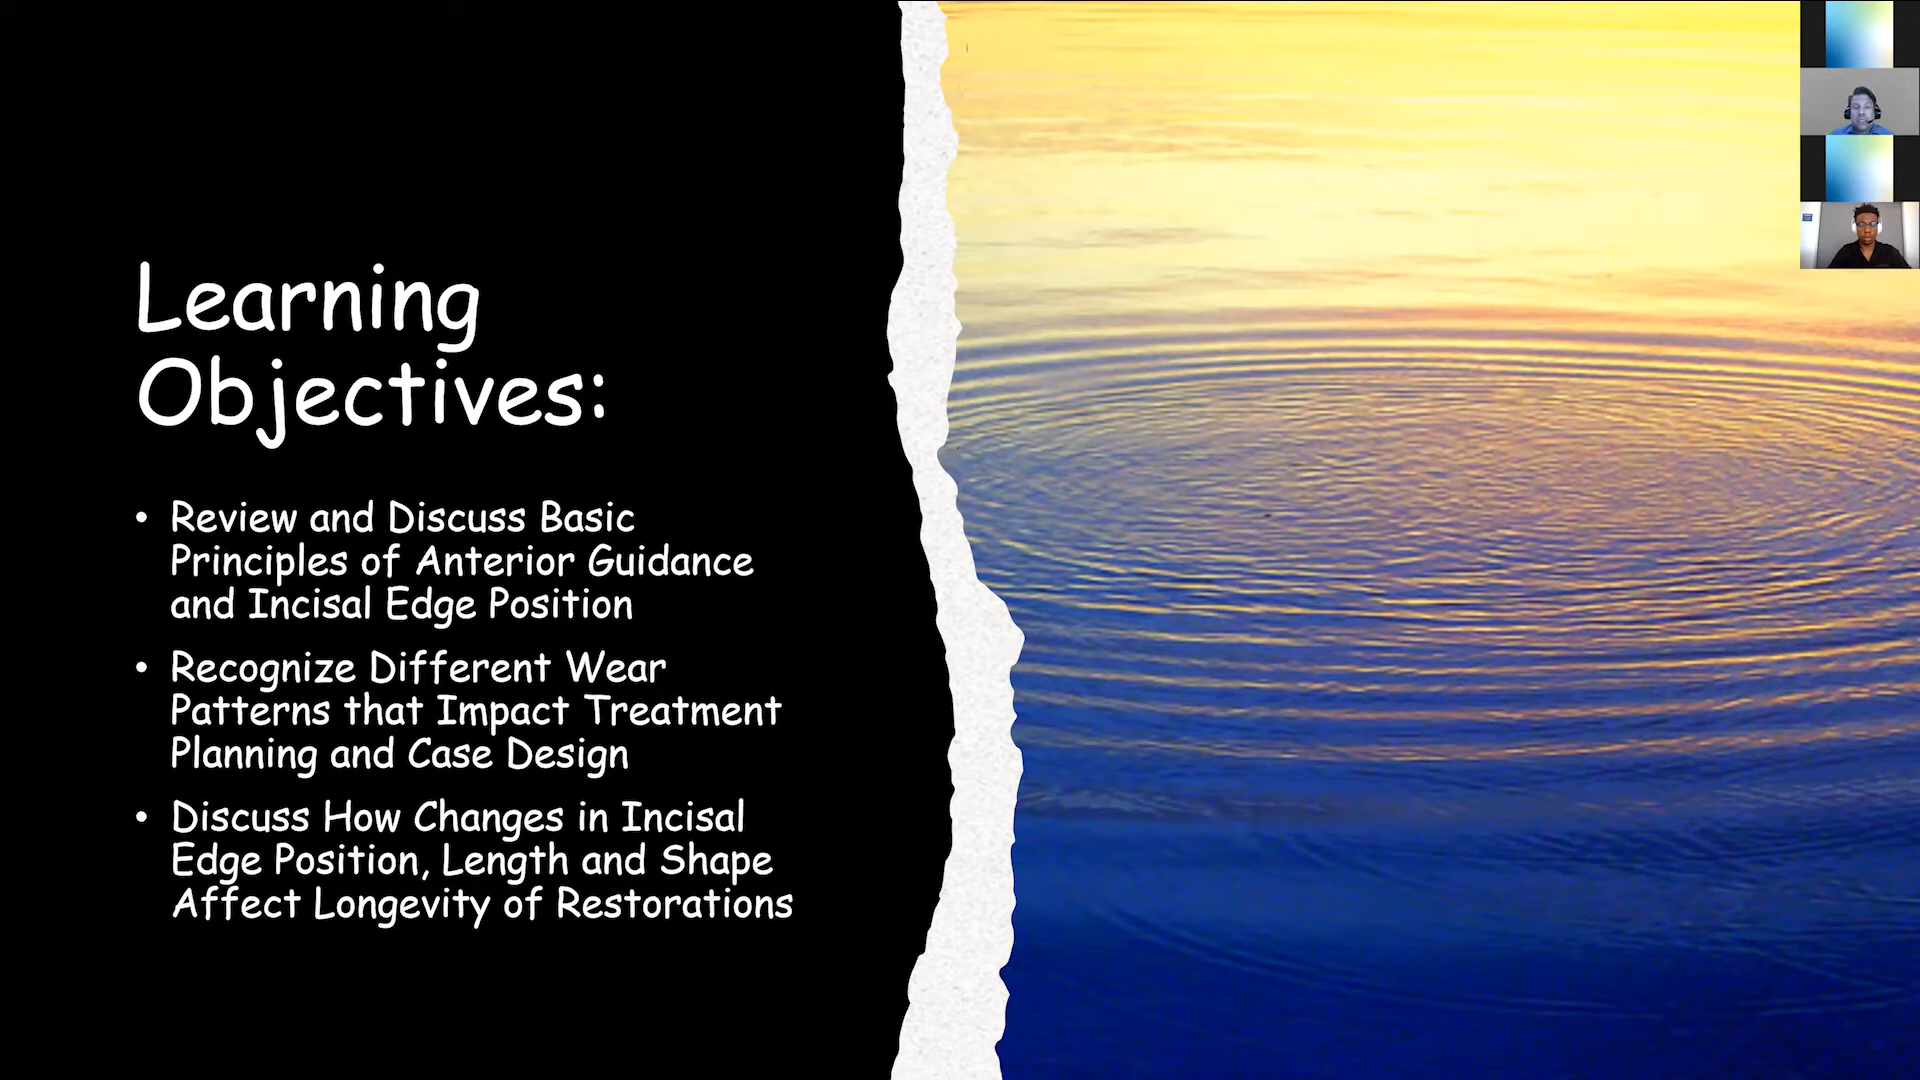 Learning
Objectives:
• Review and Discuss Basic
Principles of Anterior Guidance
and Incisal Edge Position
• Recognize Different Wear
Patterns that Impact Treatment
Planning and Case Design
• Discuss How Changes in Incisal
Edge Position, Length and Shape
Affect Longevity of Restorations